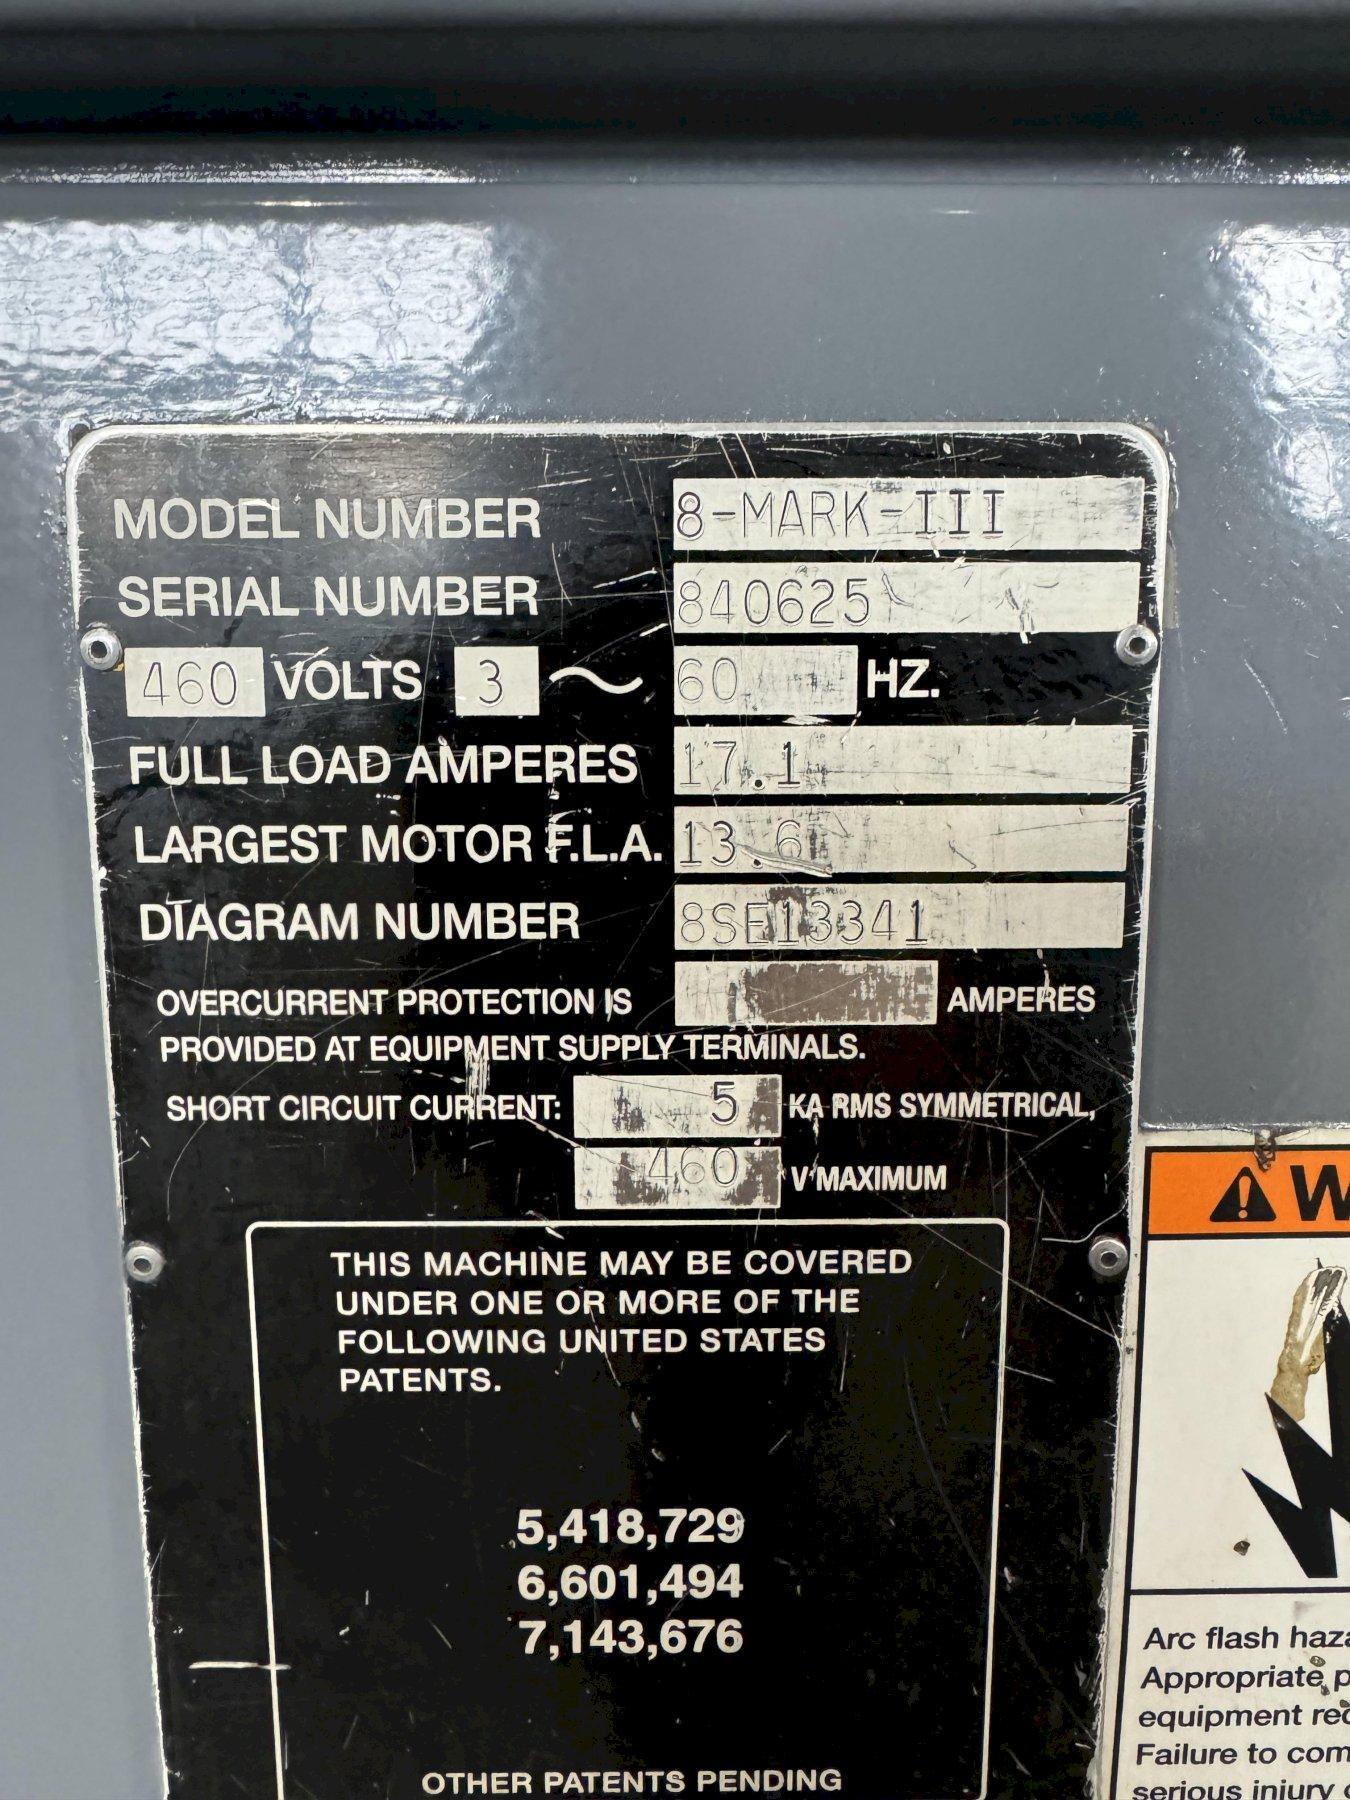 MODEL NUMBER 8-MARK-III
SERIAL NUMBER 840625
460 VOLTS 3 ~ 60 HZ.
FULL LOAD AMPERES 17.1
LARGEST MOTOR F.L.A. 13.6
DIAGRAM NUMBER 8SE13341
OVERCURRENT PROTECTION IS AMPERES
PROVIDED AT EQUIPMENT SUPPLY TERMINALS.
SHORT CIRCUIT CURRENT: 5 KA RMS SYMMETRICAL,
460 V MAXIMUM
THIS MACHINE MAY BE COVERED
UNDER ONE OR MORE OF THE
FOLLOWING UNITED STATES
PATENTS.
5,418,729
6,601,494
7,143,676
OTHER PATENTS PENDING
W
Arc flash haza
Appropriate p
equipment req
Failure to com
serious injury